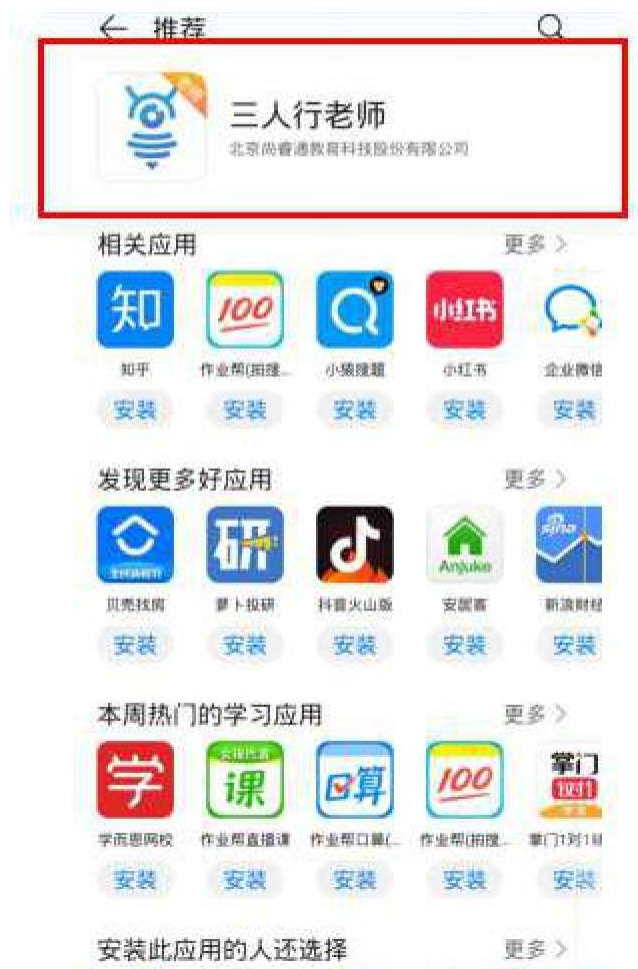 推荐
三人行老师
北京尚睿通教育科技股份有限公司
相关应用 更多 >
知 100 小红书
知乎 作业帮(拍搜... 小猿搜题 小红书 企业微信
安装 安装 安装 安装 安装
发现更多好应用 更多 >
研 Anjuke sina
贝壳找房 萝卜投研 抖音火山版 安居客 新浪财经
安装 安装 安装 安装 安装
本周热门的学习应用 更多 >
学 课 口算 100 掌门 1对1
学而思网校 作业帮直播课 作业帮口算(... 作业帮(拍搜... 掌门1对1
安装 安装 安装 安装 安装
安装此应用的人还选择 更多 >